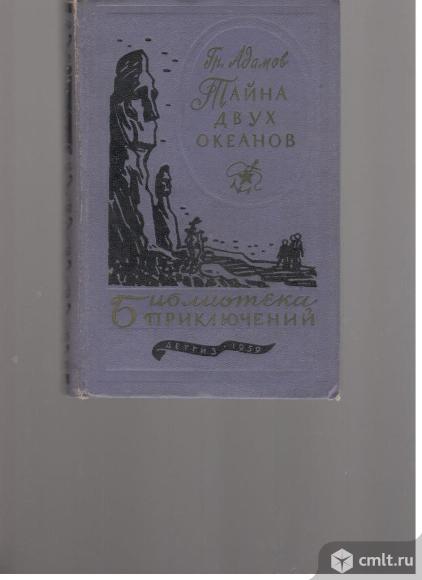 Гр. Адамов
ТАЙНА
ДВУХ
ОКЕАНОВ
Библиотека
ПРИКЛЮЧЕНИЙ
ДЕТГИЗ • 1959
cmlt.ru